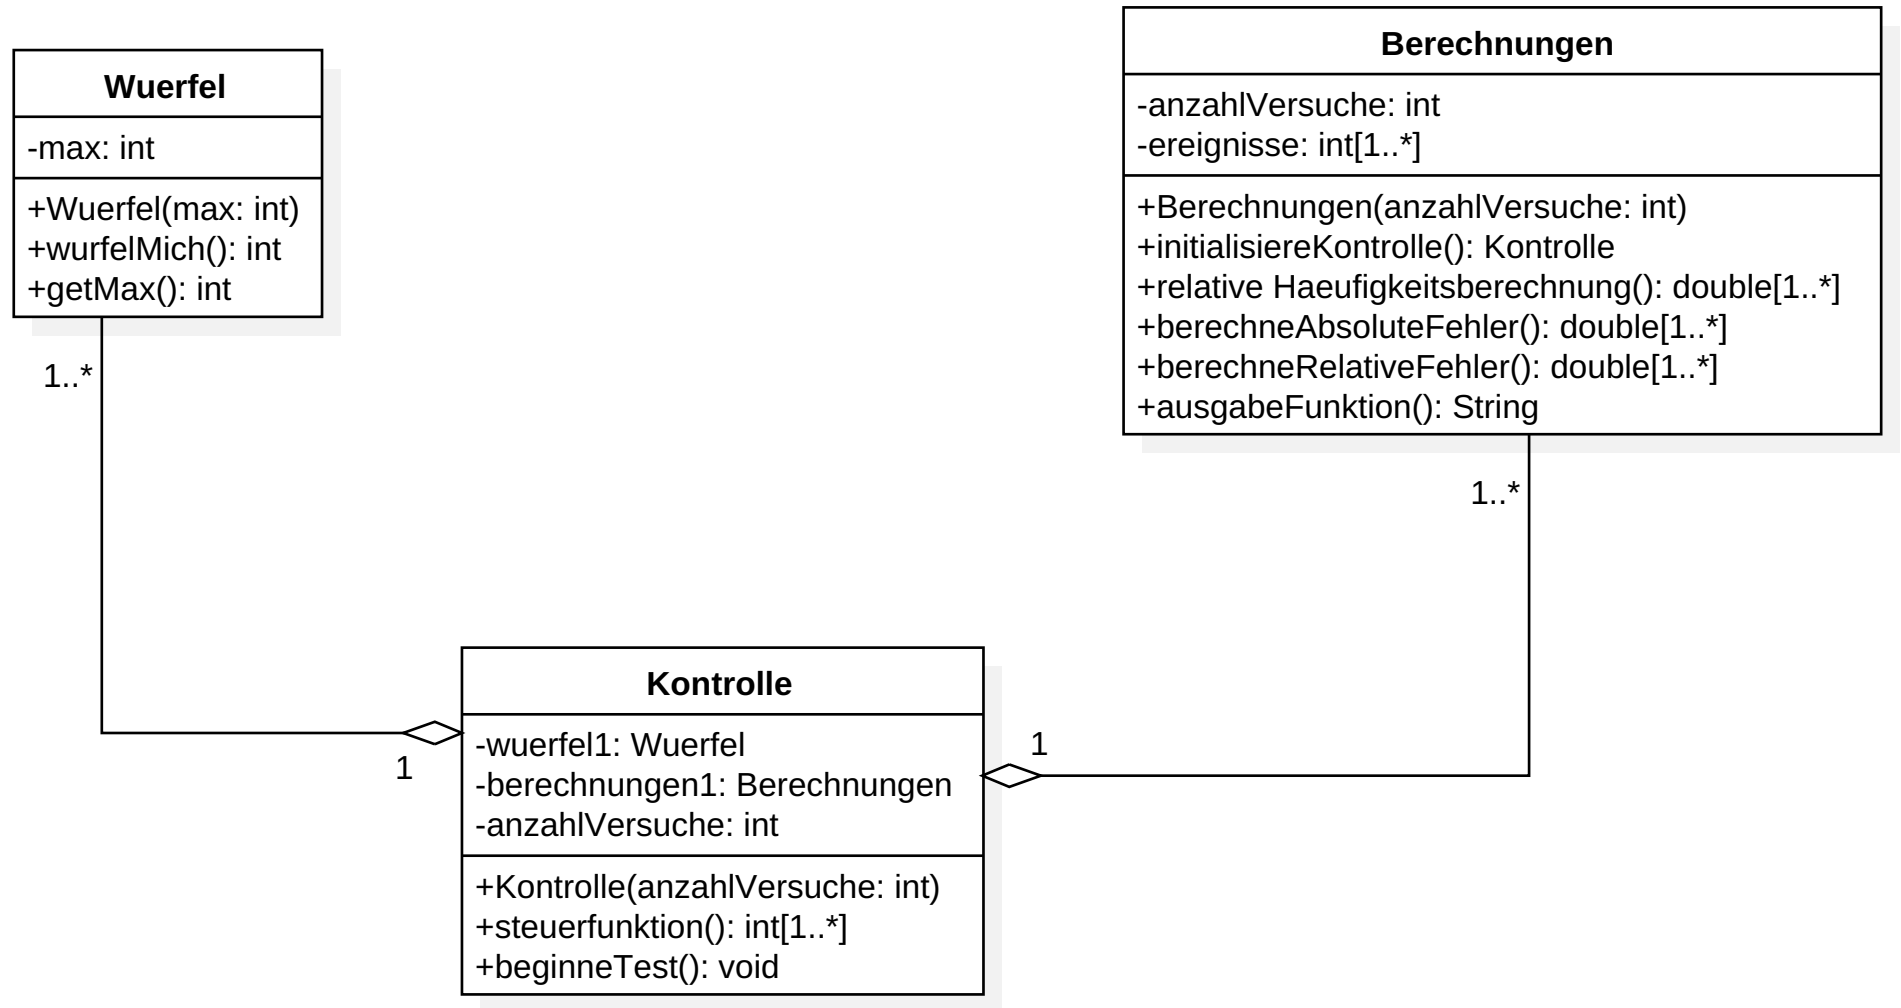 Wuerfel
-max: int
+Wuerfel(max: int)
+wurfelMich(): int
+getMax(): int
1..*
Berechnungen
-anzahlVersuche: int
-ereignisse: int[1..*]
+Berechnungen(anzahlVersuche: int)
+initialisiereKontrolle(): Kontrolle
+relative Haeufigkeitsberechnung(): double[1..*]
+berechneAbsoluteFehler(): double[1..*]
+berechneRelativeFehler(): double[1..*]
+ausgabeFunktion(): String
1..*
1
Kontrolle
-wuerfel1: Wuerfel
-berechnungen1: Berechnungen
-anzahlVersuche: int
+Kontrolle(anzahlVersuche: int)
+steuerfunktion(): int[1..*]
+beginneTest(): void
1